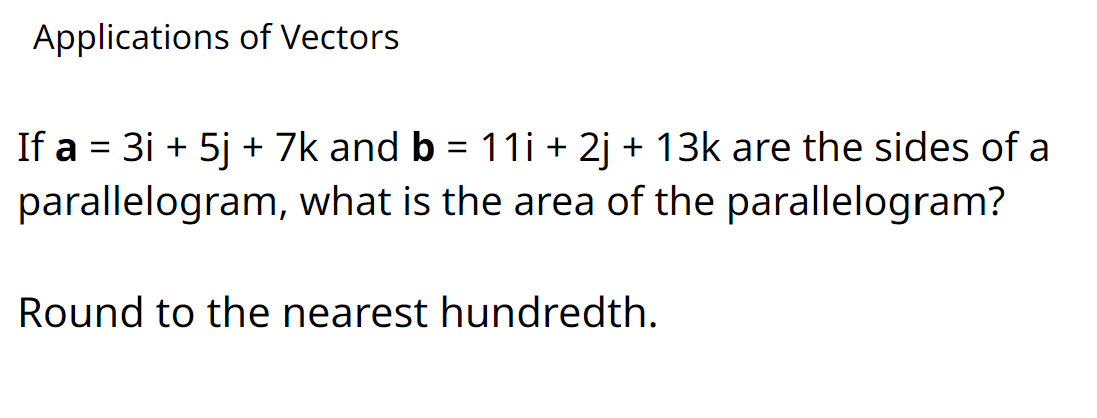 Applications of Vectors
If a = 3i + 5j + 7k and b = 11i + 2j + 13k are the sides of a
parallelogram, what is the area of the parallelogram?
Round to the nearest hundredth.